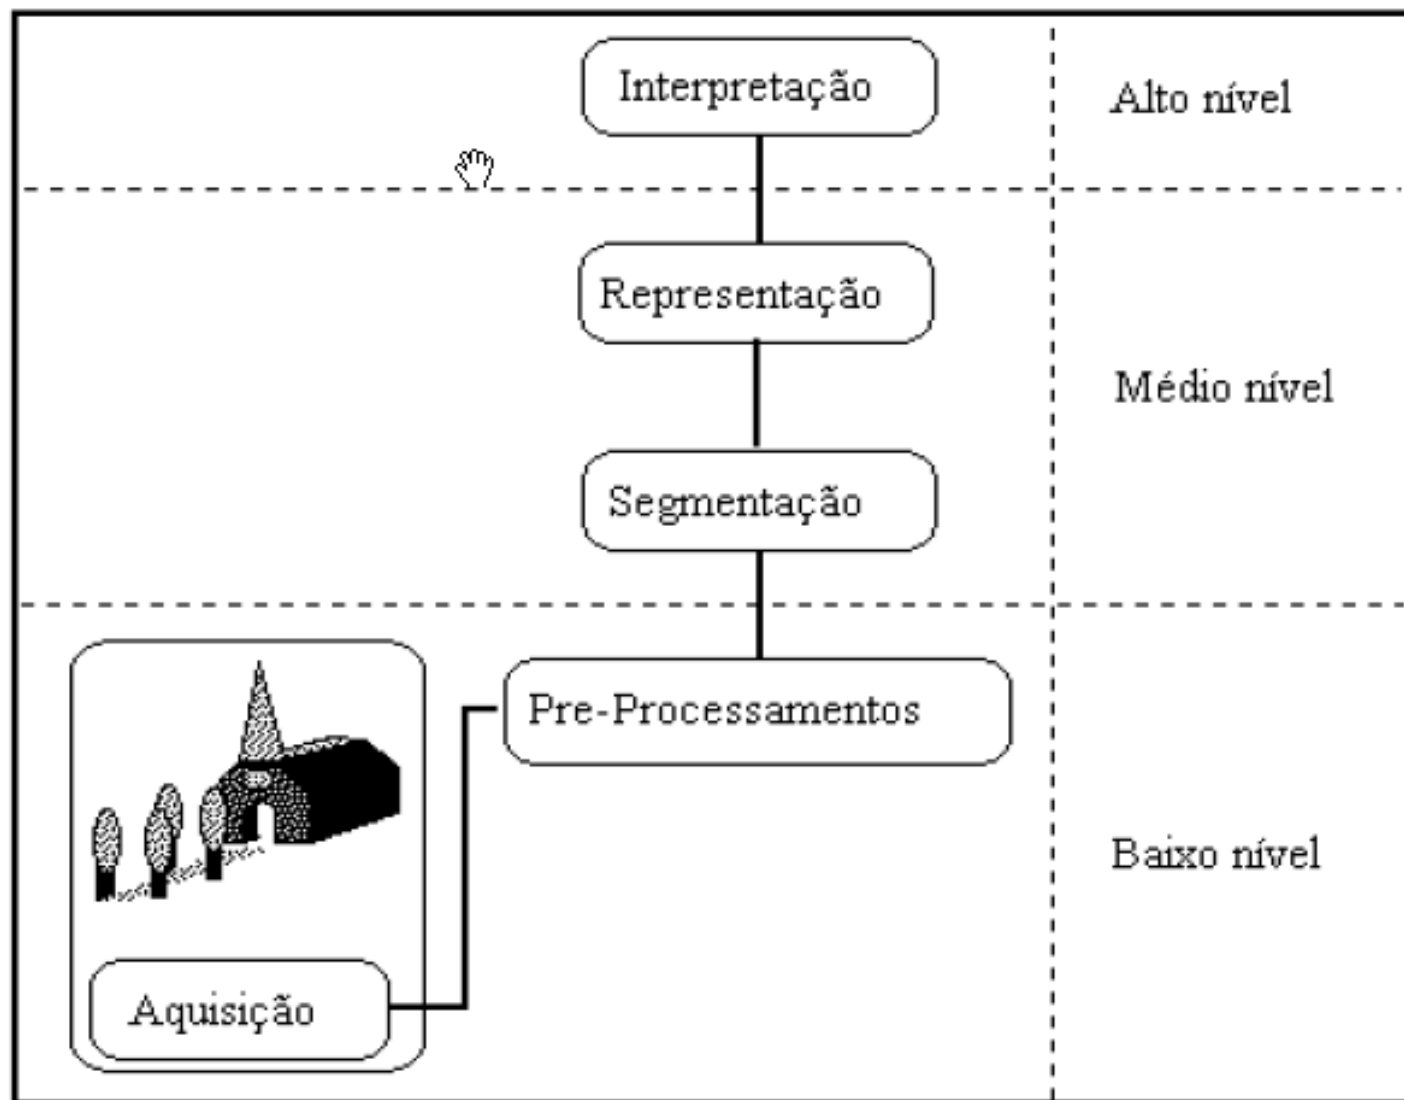 Interpretação
Alto nível
Representação
Médio nível
Segmentação
Pre-Processamentos
Baixo nível
Aquisição